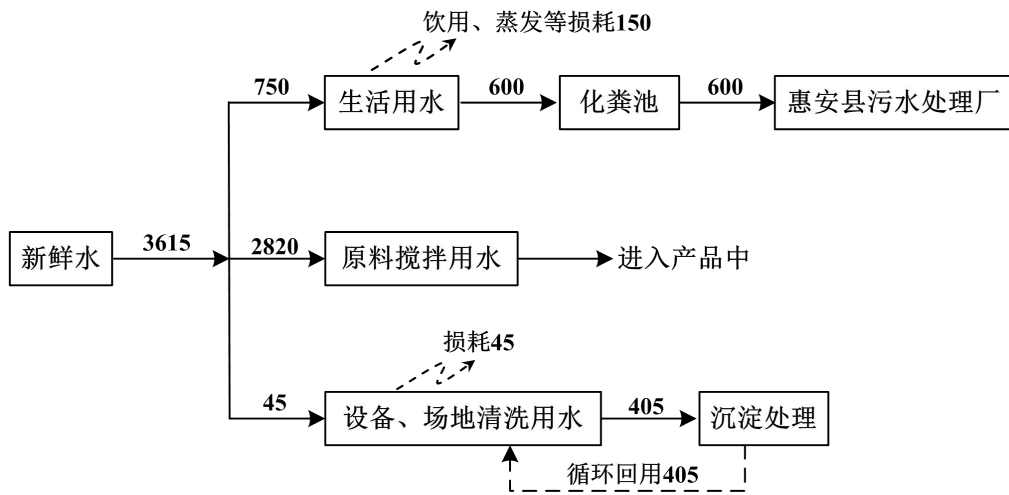 饮用、蒸发等损耗150
750
生活用水
600
化粪池
600
惠安县污水处理厂
新鲜水
3615
2820
原料搅拌用水
进入产品中
损耗45
45
设备、场地清洗用水
405
沉淀处理
循环回用405